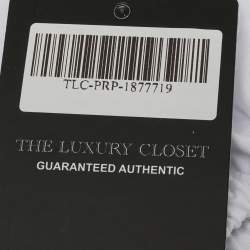 TLC-PRP-1877719
THE LUXURY CLOSET
GUARANTEED AUTHENTIC